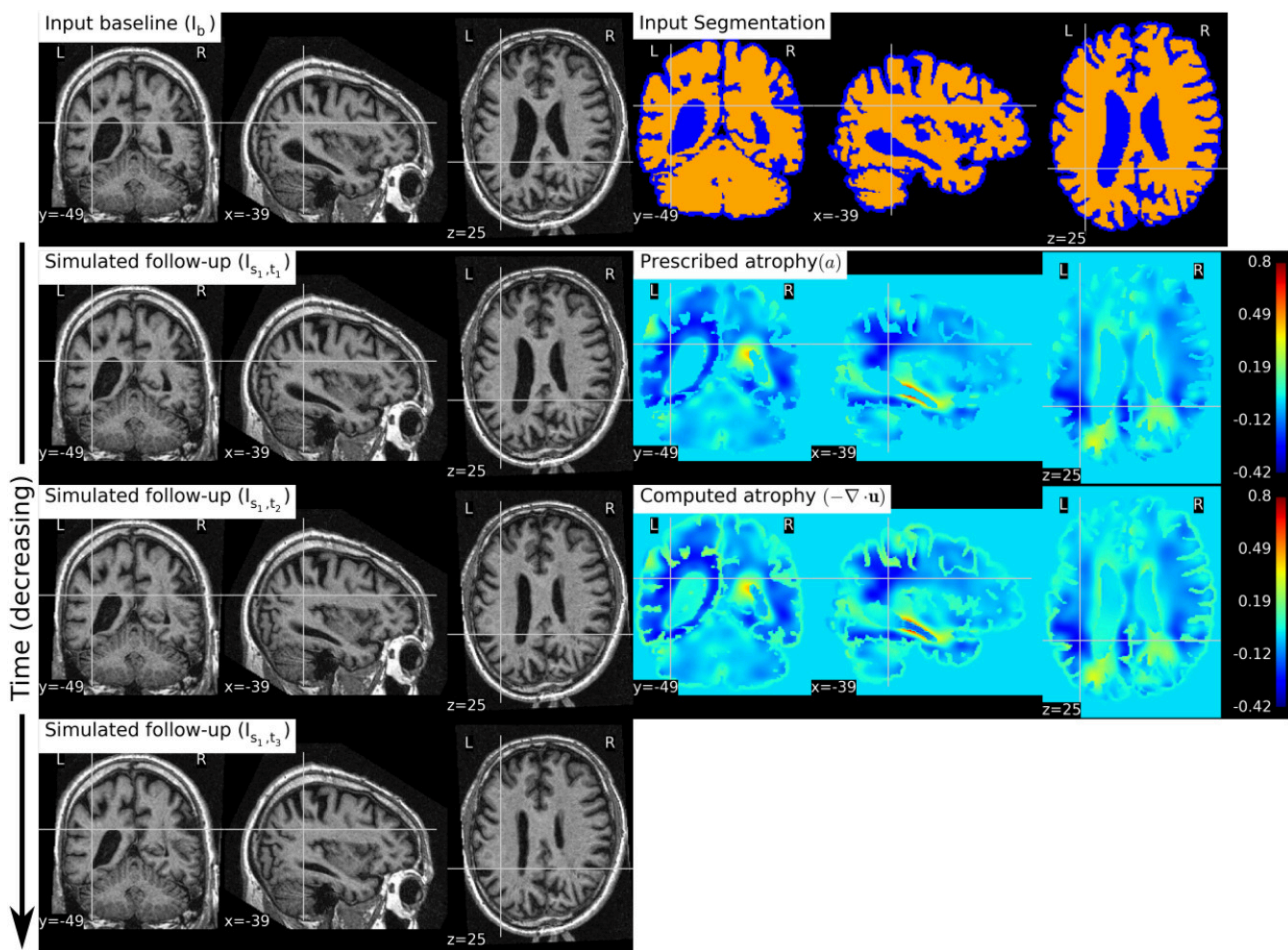 Input baseline (I_b)
L R L R
y=-49 x=-39 z=25
Input Segmentation
L R
y=-49 x=-39 z=25
Time (decreasing)
Simulated follow-up (I_s₁,t₁)
L R L R
y=-49 x=-39 z=25
Prescribed atrophy(a)
L R L R
y=-49 x=-39 z=25
0.8
0.49
0.19
-0.12
-0.42
Simulated follow-up (I_s₁,t₂)
L R L R
y=-49 x=-39 z=25
Computed atrophy (−∇·u)
L R L R
y=-49 x=-39 z=25
0.8
0.49
0.19
-0.12
-0.42
Simulated follow-up (I_s₁,t₃)
L R L R
y=-49 x=-39 z=25